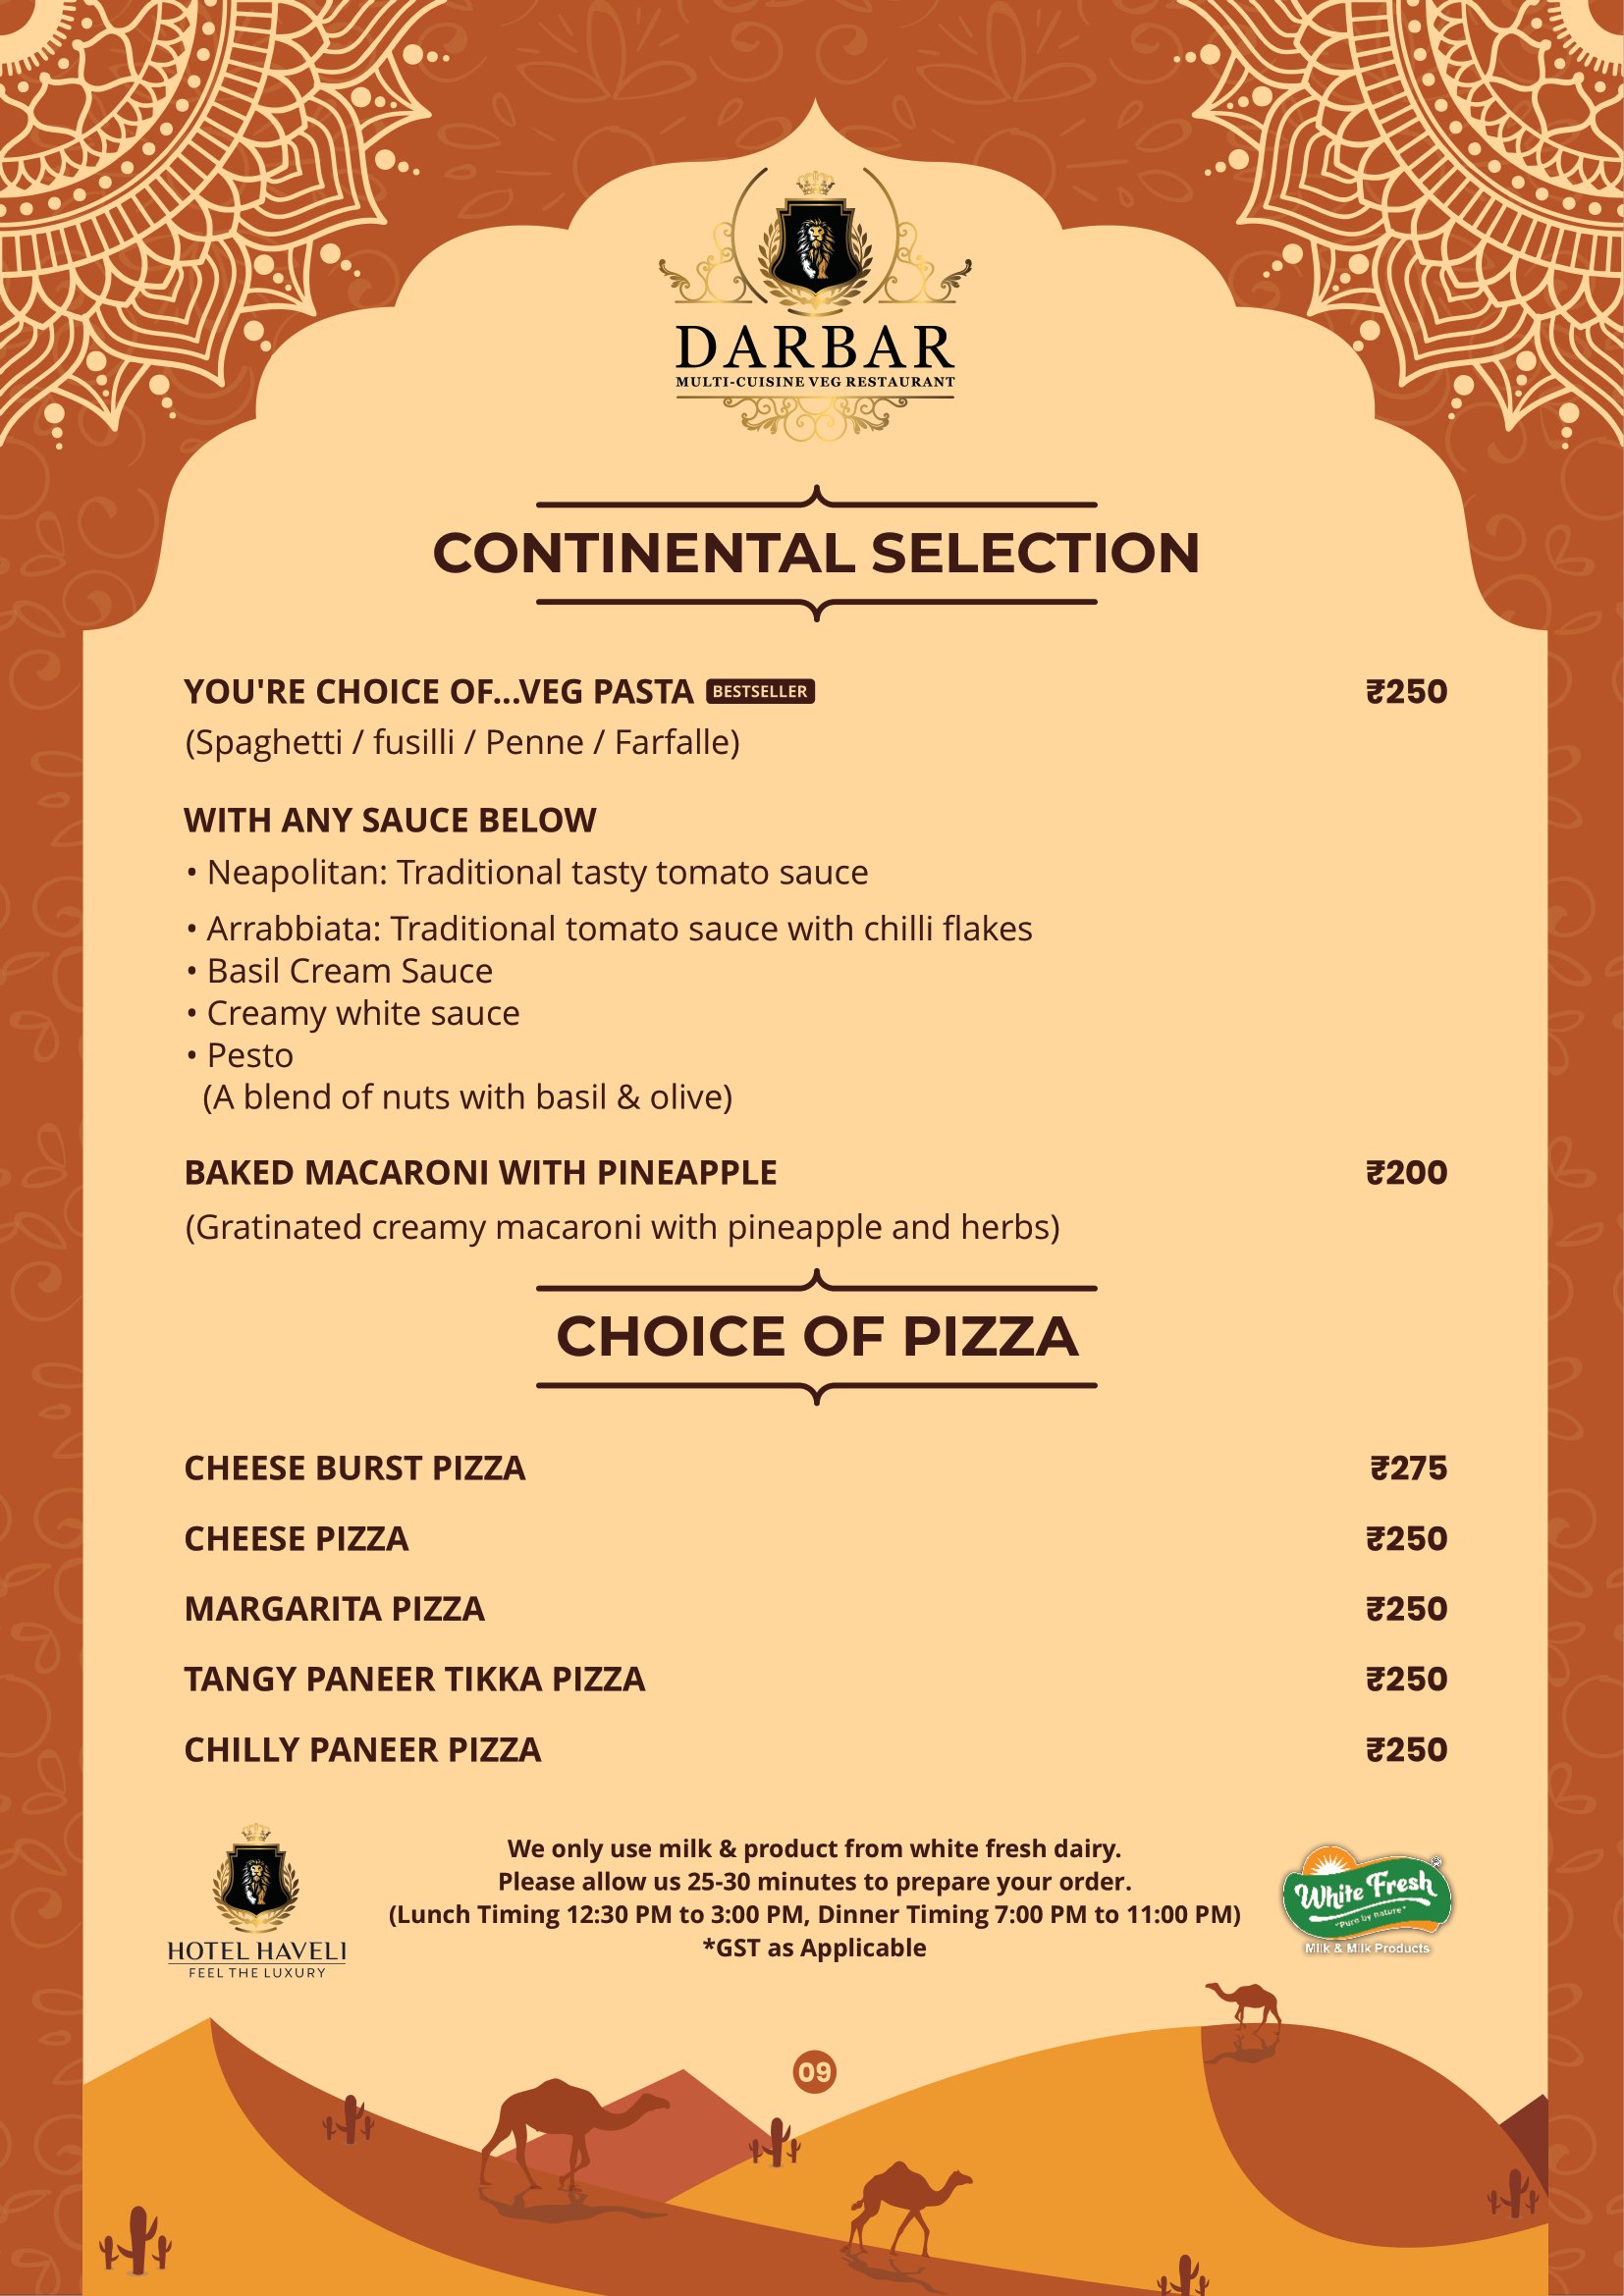 DARBAR
MULTI-CUISINE VEG RESTAURANT
CONTINENTAL SELECTION
YOU'RE CHOICE OF...VEG PASTA BESTSELLER ₹250
(Spaghetti / fusilli / Penne / Farfalle)
WITH ANY SAUCE BELOW
• Neapolitan: Traditional tasty tomato sauce
• Arrabbiata: Traditional tomato sauce with chilli flakes
• Basil Cream Sauce
• Creamy white sauce
• Pesto
(A blend of nuts with basil & olive)
BAKED MACARONI WITH PINEAPPLE ₹200
(Gratinated creamy macaroni with pineapple and herbs)
CHOICE OF PIZZA
CHEESE BURST PIZZA ₹275
CHEESE PIZZA ₹250
MARGARITA PIZZA ₹250
TANGY PANEER TIKKA PIZZA ₹250
CHILLY PANEER PIZZA ₹250
HOTEL HAVELI
FEEL THE LUXURY
We only use milk & product from white fresh dairy.
Please allow us 25-30 minutes to prepare your order.
(Lunch Timing 12:30 PM to 3:00 PM, Dinner Timing 7:00 PM to 11:00 PM)
*GST as Applicable
White Fresh®
"Pure by nature"
Milk & Milk Products
09